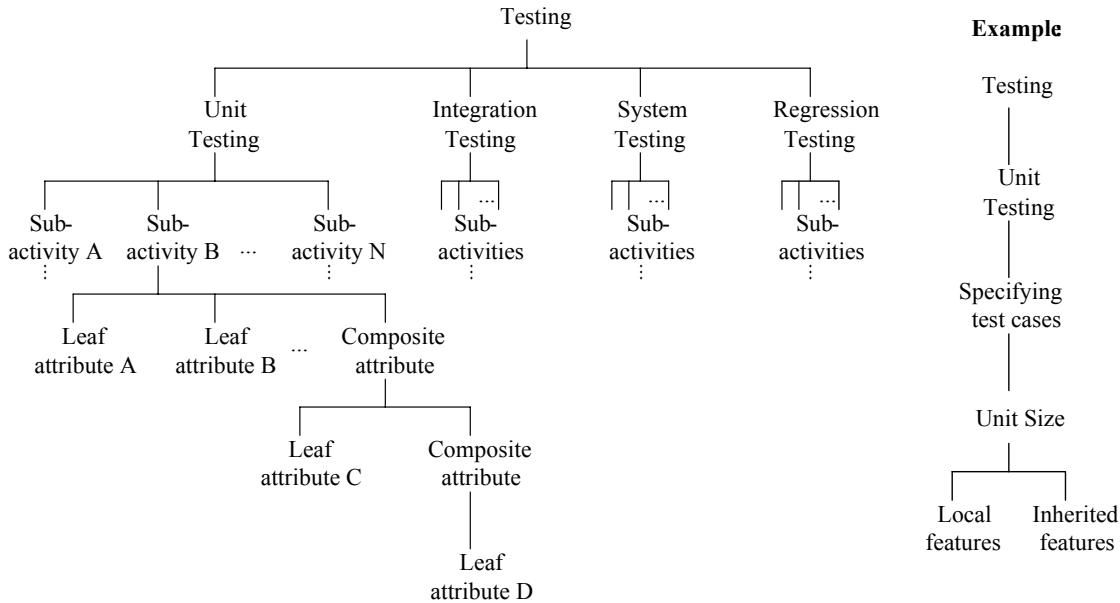 Testing
Unit
Testing
Integration
Testing
System
Testing
Regression
Testing
...
...
...
Sub-
activity A
Sub-
activity B
...
Sub-
activity N
Sub-
activities
Sub-
activities
Sub-
activities
Leaf
attribute A
Leaf
attribute B
...
Composite
attribute
Leaf
attribute C
Composite
attribute
Leaf
attribute D
Example:
Testing
Unit
Testing
Specifying
test cases
Unit Size
Local
features
Inherited
features